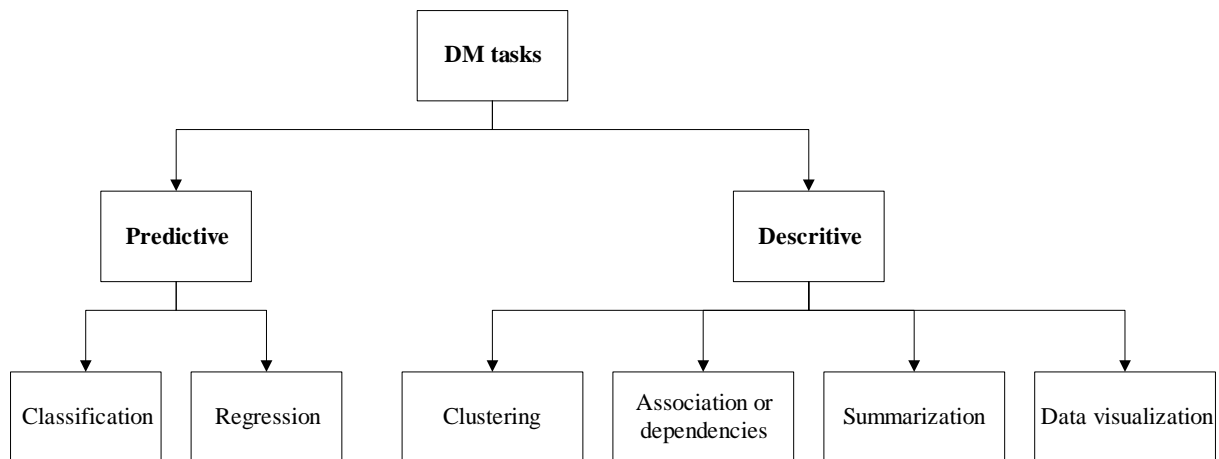 DM tasks
Predictive
Descritive
Classification
Regression
Clustering
Association or
dependencies
Summarization
Data visualization